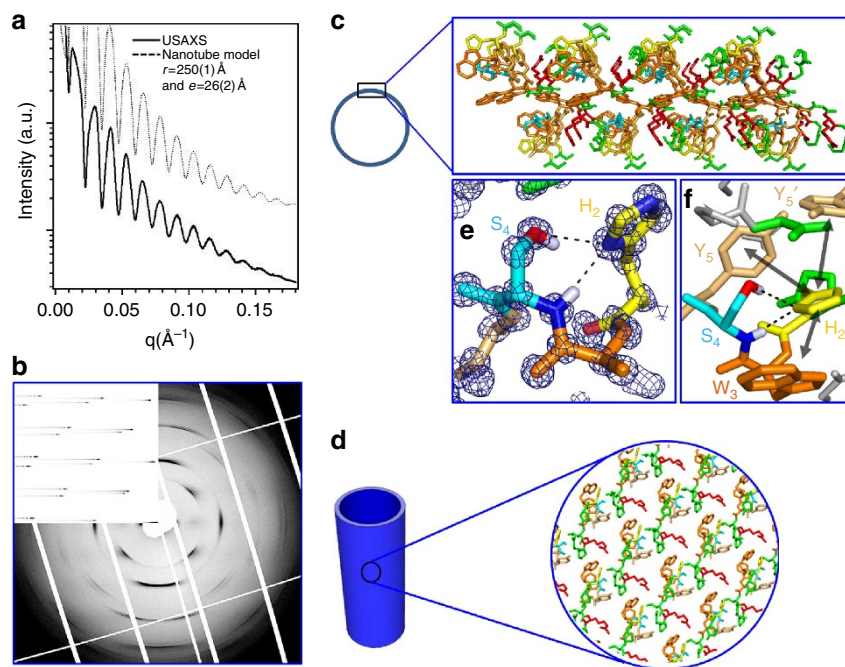 a
USAXS
Nanotube model
r=250(1) Å
and e=26(2) Å
Intensity (a.u.)
0.00 0.05 0.10 0.15
q(Å⁻¹)
b
c
e
S₄
H₂
f
Y₅′
Y₅
S₄
H₂
W₃
d